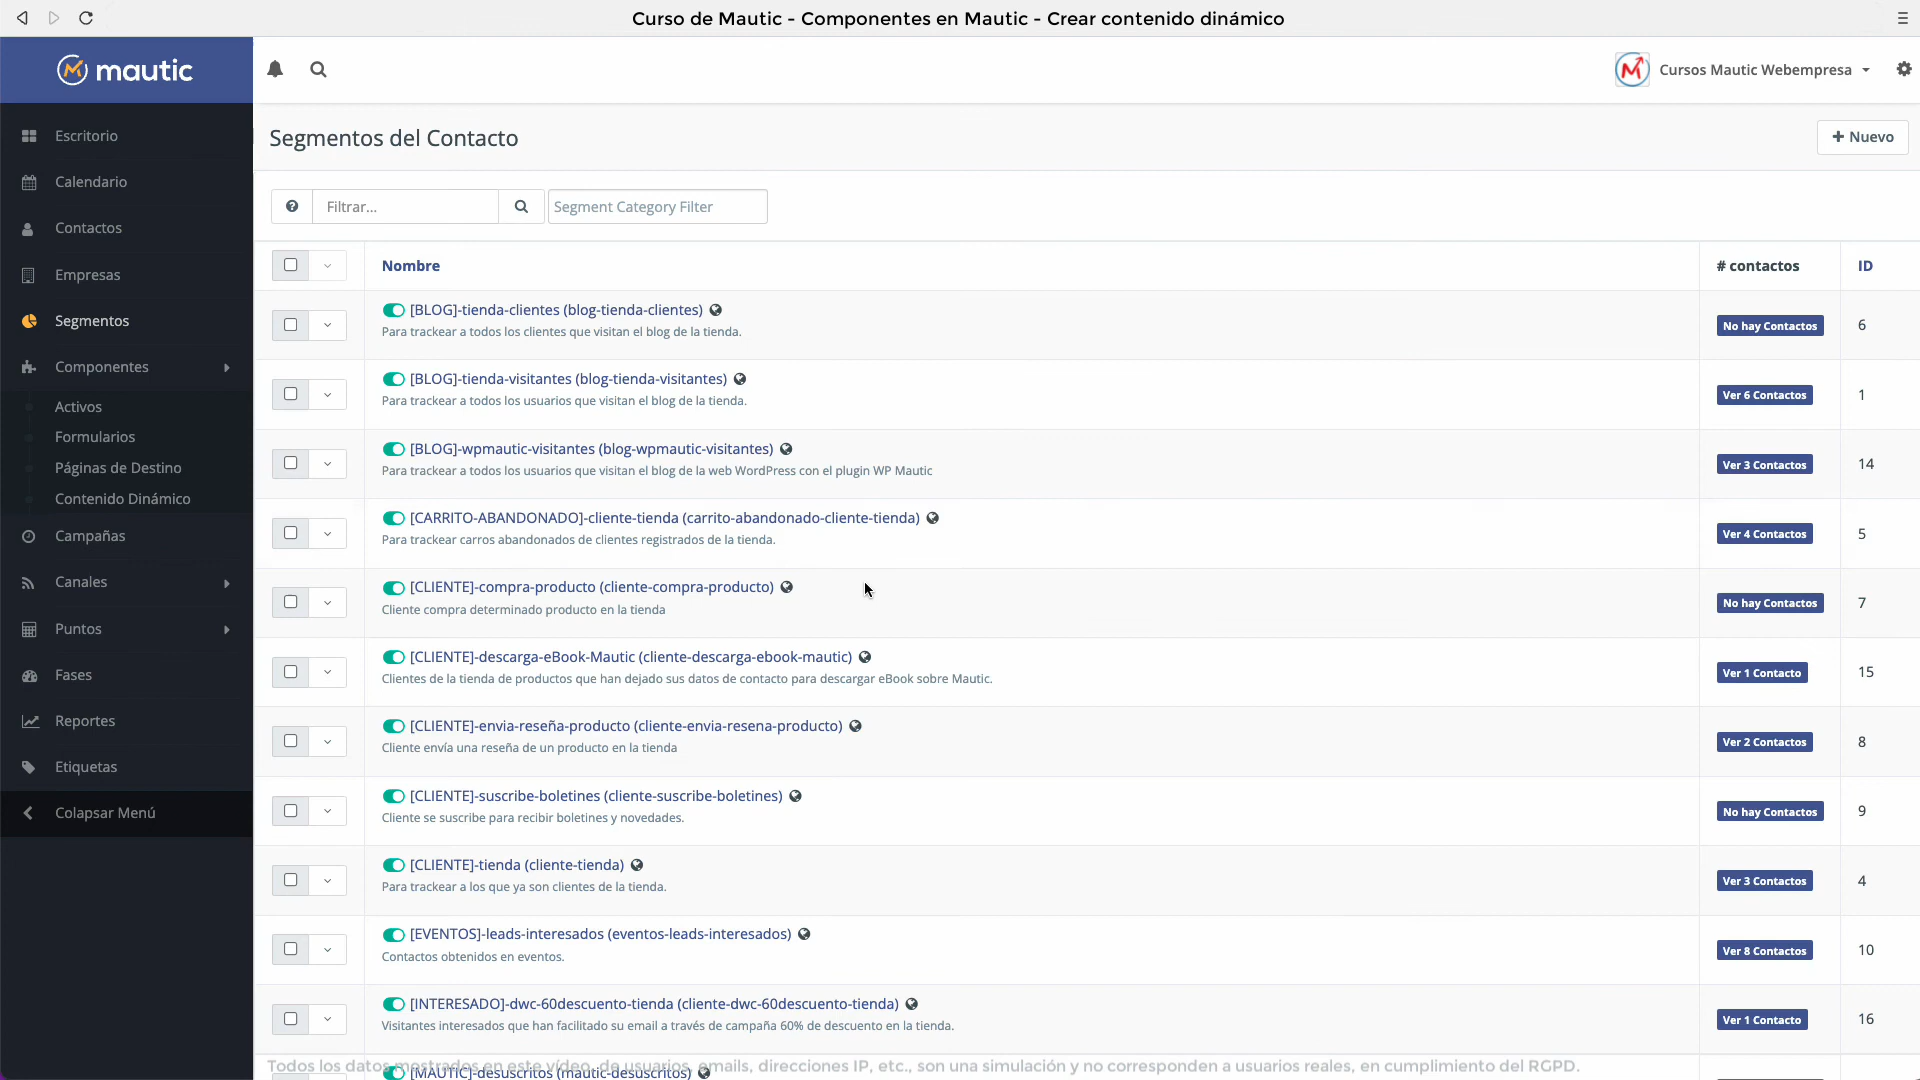 Curso de Mautic - Componentes en Mautic - Crear contenido dinámico
mautic
Cursos Mautic Webempresa
Escritorio
Calendario
Contactos
Empresas
Segmentos
Componentes
Activos
Formularios
Páginas de Destino
Contenido Dinámico
Campañas
Canales
Puntos
Fases
Reportes
Etiquetas
Colapsar Menú
Segmentos del Contacto
Nuevo
Filtrar...
Segment Category Filter
Nombre
# contactos
ID
[BLOG]-tienda-clientes (blog-tienda-clientes)
Para trackear a todos los clientes que visitan el blog de la tienda.
No hay Contactos
6
[BLOG]-tienda-visitantes (blog-tienda-visitantes)
Para trackear a todos los usuarios que visitan el blog de la tienda.
Ver 6 Contactos
1
[BLOG]-wpmautic-visitantes (blog-wpmautic-visitantes)
Para trackear a todos los usuarios que visitan el blog de la web WordPress con el plugin WP Mautic
Ver 3 Contactos
14
[CARRITO-ABANDONADO]-cliente-tienda (carrito-abandonado-cliente-tienda)
Para trackear carros abandonados de clientes registrados de la tienda.
Ver 4 Contactos
5
[CLIENTE]-compra-producto (cliente-compra-producto)
Cliente compra determinado producto en la tienda
No hay Contactos
7
[CLIENTE]-descarga-eBook-Mautic (cliente-descarga-ebook-mautic)
Clientes de la tienda de productos que han dejado sus datos de contacto para descargar eBook sobre Mautic.
Ver 1 Contacto
15
[CLIENTE]-envia-reseña-producto (cliente-envia-resena-producto)
Cliente envía una reseña de un producto en la tienda
Ver 2 Contactos
8
[CLIENTE]-suscribe-boletines (cliente-suscribe-boletines)
Cliente se suscribe para recibir boletines y novedades.
No hay Contactos
9
[CLIENTE]-tienda (cliente-tienda)
Para trackear a los que ya son clientes de la tienda.
Ver 3 Contactos
4
[EVENTOS]-leads-interesados (eventos-leads-interesados)
Contactos obtenidos en eventos.
Ver 8 Contactos
10
[INTERESADO]-dwc-60descuento-tienda (cliente-dwc-60descuento-tienda)
Visitantes interesados que han facilitado su email a través de campaña 60% de descuento en la tienda.
Ver 1 Contacto
16
Todos los datos mostrados en este vídeo, de usuarios, emails, direcciones IP, etc., son una simulación y no corresponden a usuarios reales, en cumplimiento del RGPD.
[MAUTIC]-desuscritos (mautic-desuscritos)